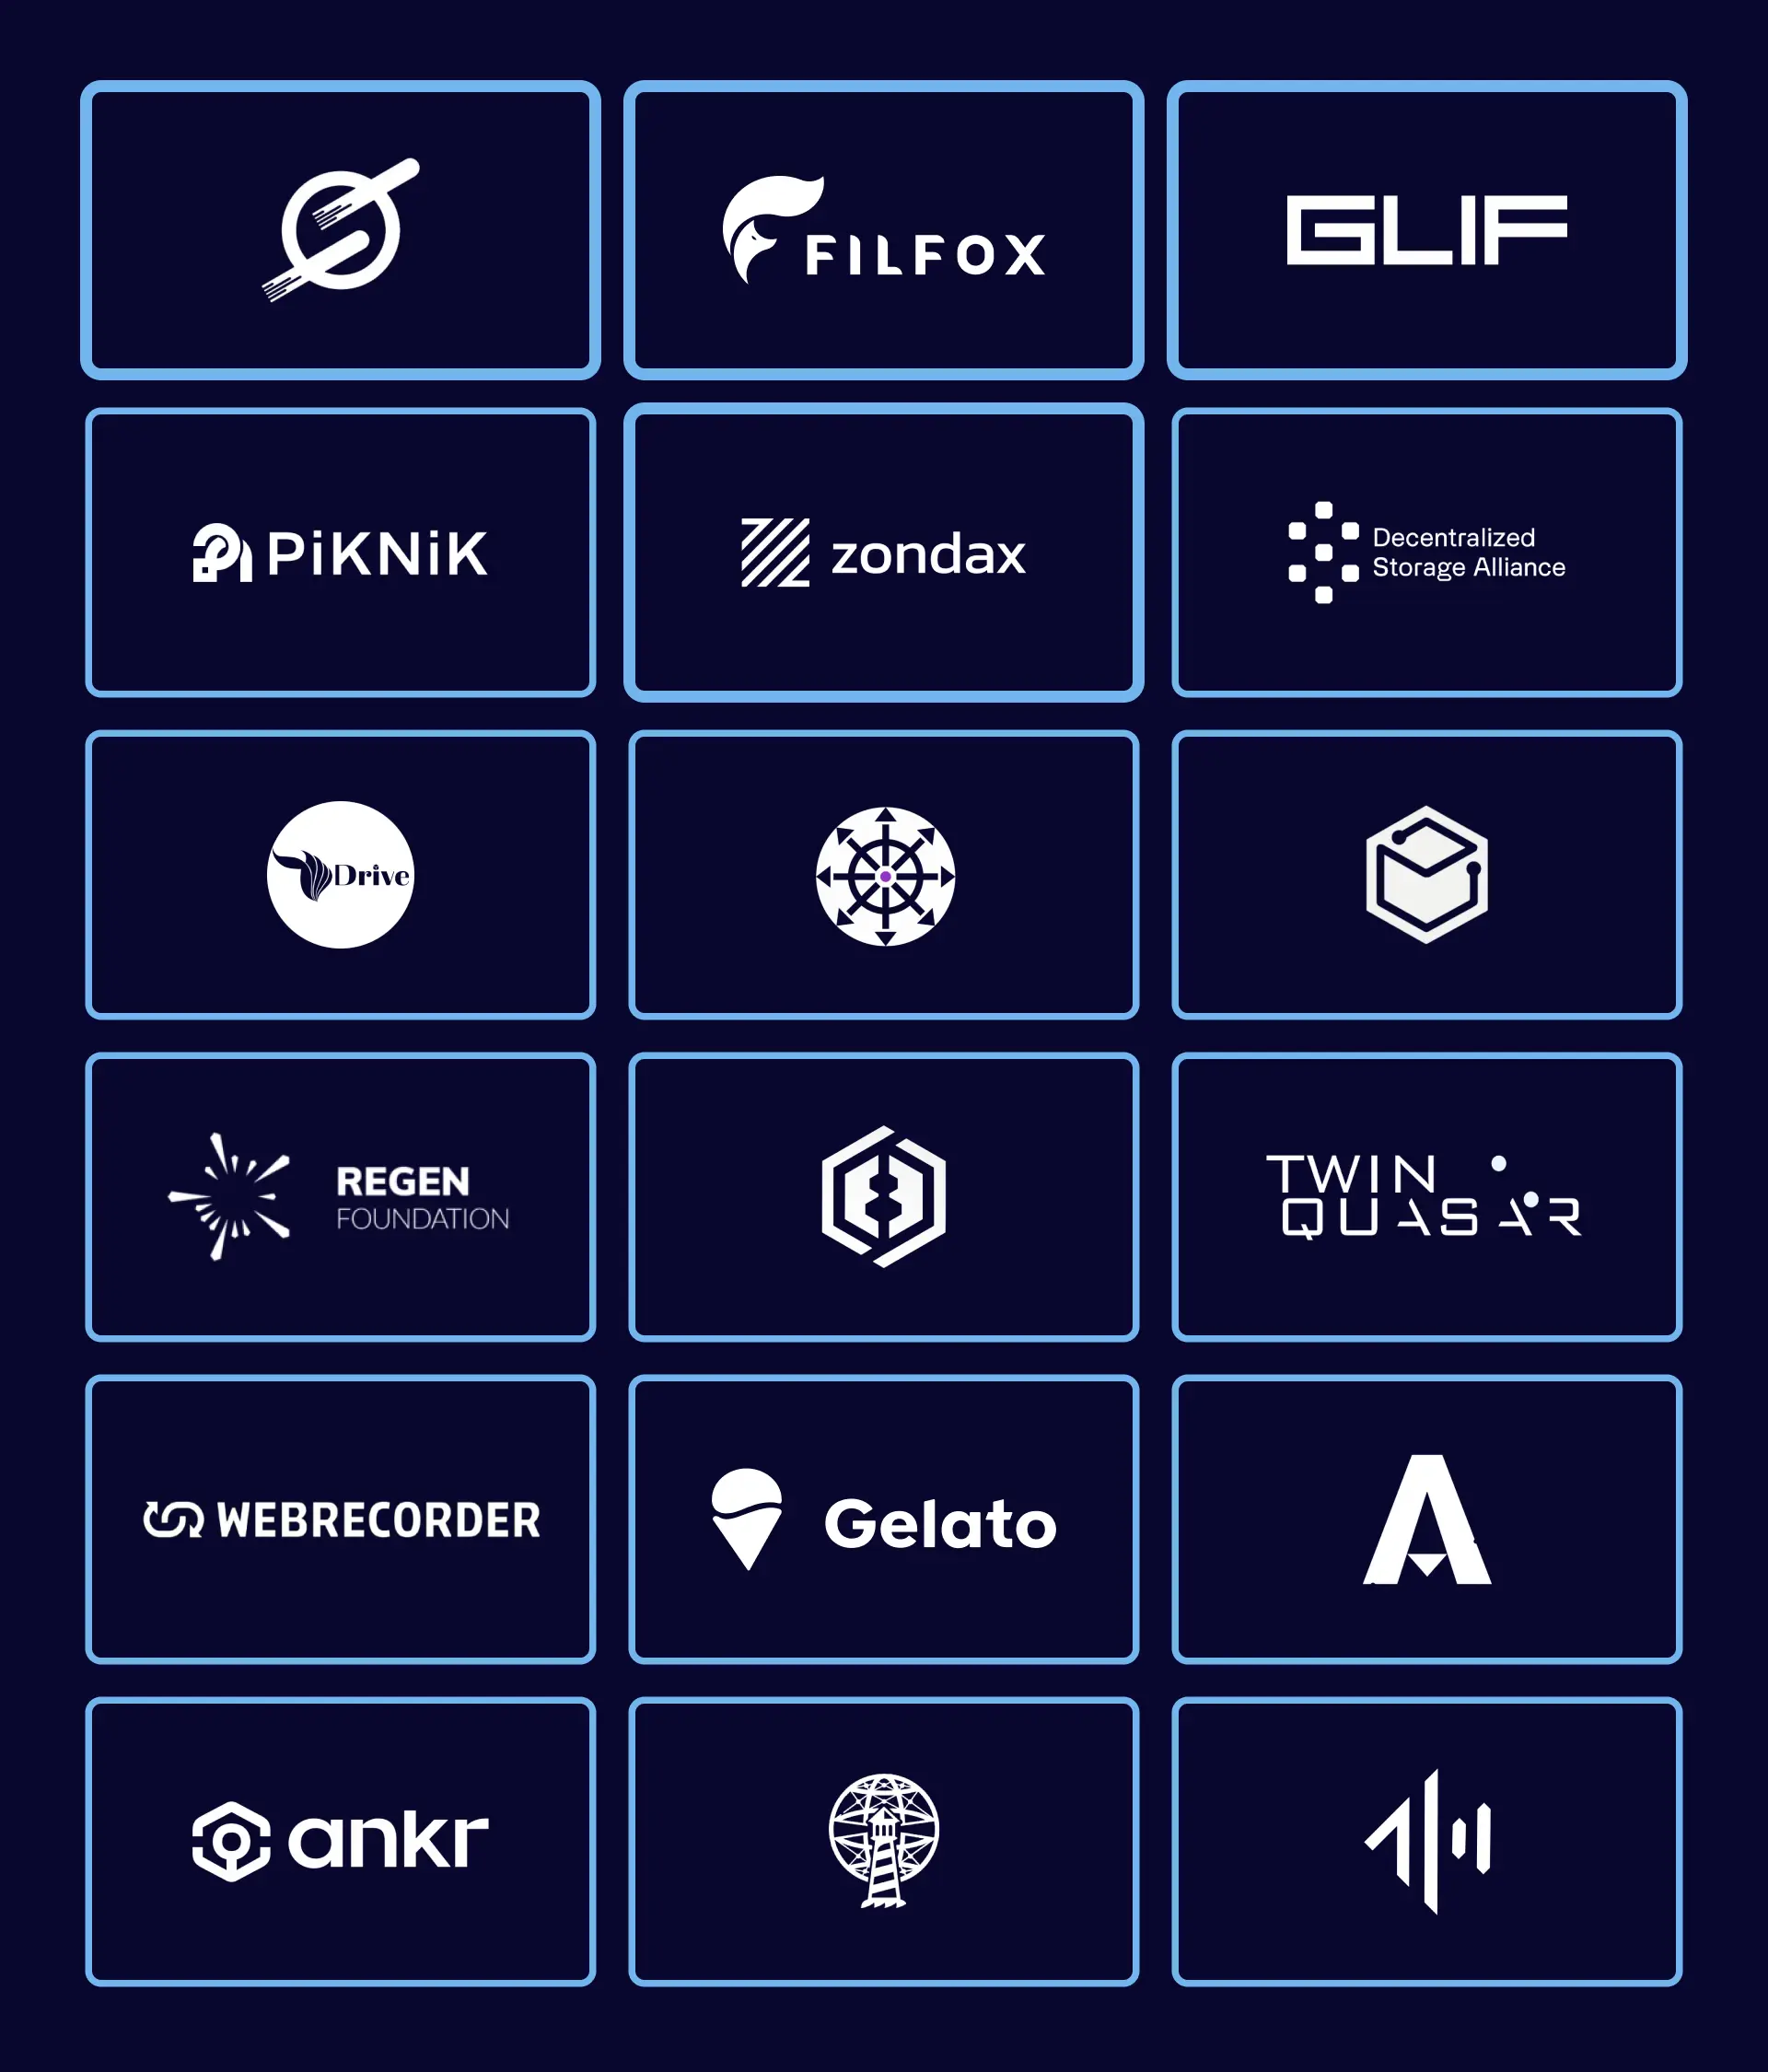 FILFOX
GLIF
PiKNiK
zondax
Decentralized
Storage Alliance
Drive
REGEN
FOUNDATION
TWIN
QUASAR
WEBRECORDER
Gelato
ankr